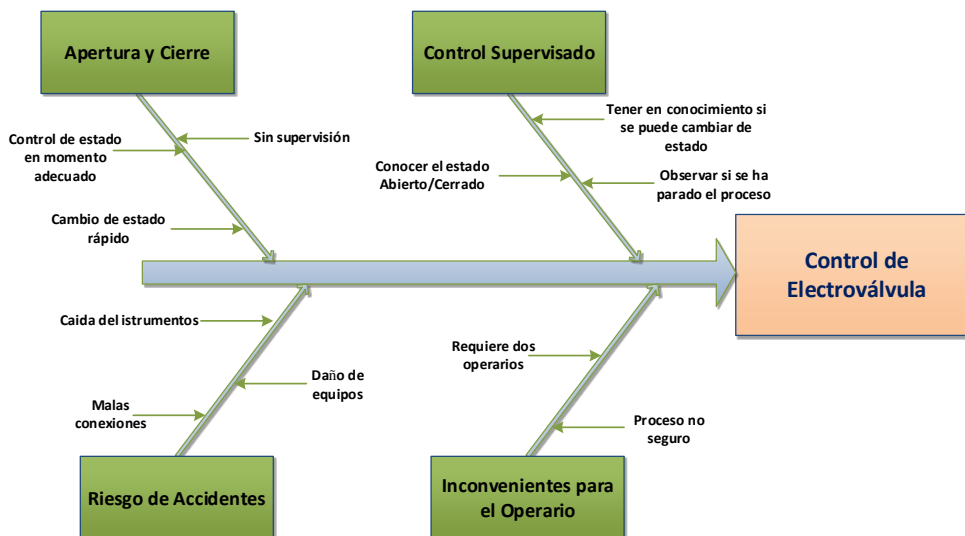 Apertura y Cierre
Control Supervisado
Sin supervisión
Control de estado
en momento
adecuado
Cambio de estado
rápido
Tener en conocimiento si
se puede cambiar de
estado
Conocer el estado
Abierto/Cerrado
Observar si se ha
parado el proceso
Control de
Electroválvula
Caida del istrumentos
Daño de
equipos
Malas
conexiones
Requiere dos
operarios
Proceso no
seguro
Riesgo de Accidentes
Inconvenientes para
el Operario